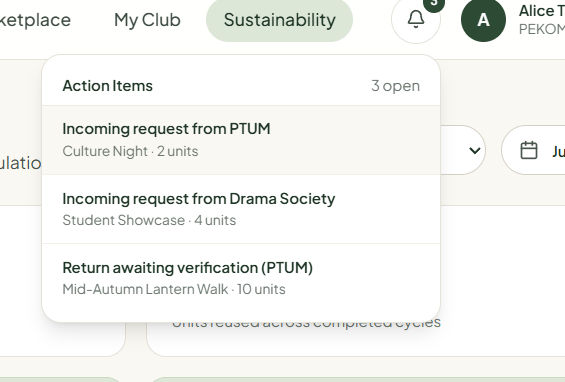 ketplace My Club Sustainability 3 A Alice T
PEKOM
Action Items 3 open
Incoming request from PTUM
Culture Night · 2 units
ulatio Ju
Incoming request from Drama Society
Student Showcase · 4 units
Return awaiting verification (PTUM)
Mid-Autumn Lantern Walk · 10 units
units reused across completed cycles